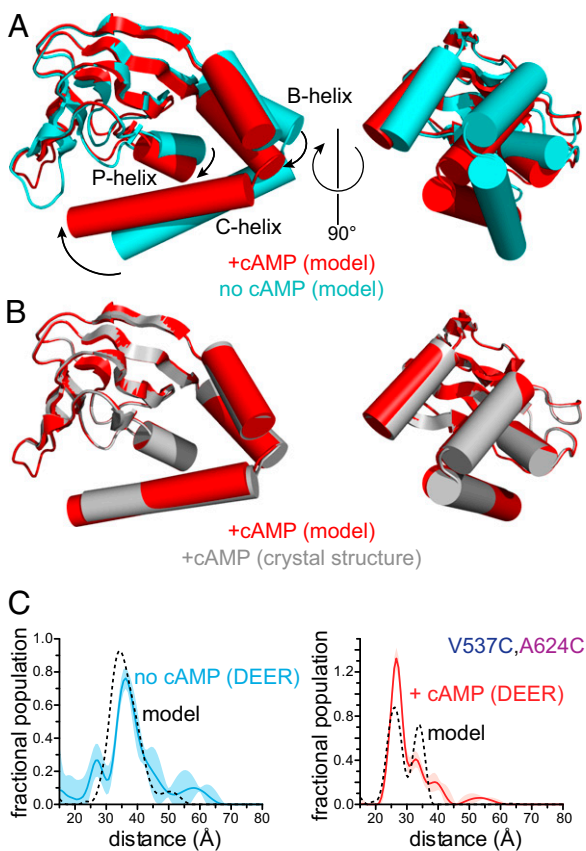 A
B-helix
P-helix
C-helix
90°
+cAMP (model)
no cAMP (model)
B
+cAMP (model)
+cAMP (crystal structure)
C
fractional population
1.0
0.8
0.6
0.4
0.2
0.0
no cAMP (DEER)
model
20 30 40 50 60 70 80
distance (Å)
fractional population
1.2
0.8
0.4
0.0
V537C,A624C
+ cAMP (DEER)
model
20 30 40 50 60 70 80
distance (Å)